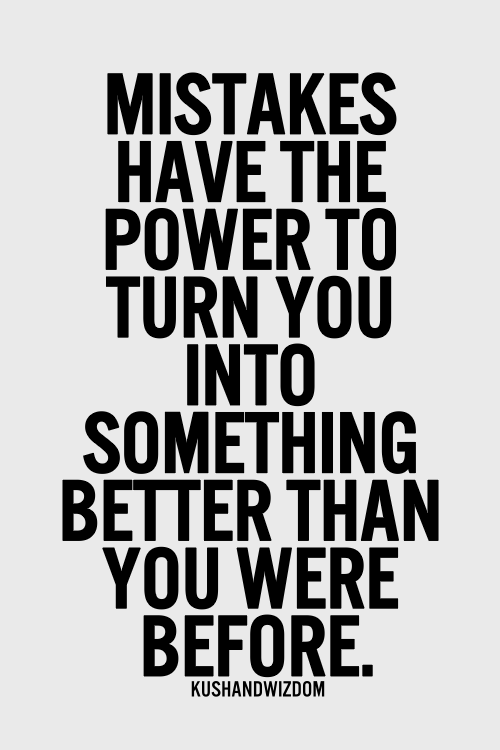 MISTAKES
HAVE THE
POWER TO
TURN YOU
INTO
SOMETHING
BETTER THAN
YOU WERE
BEFORE.
KUSHANDWIZDOM